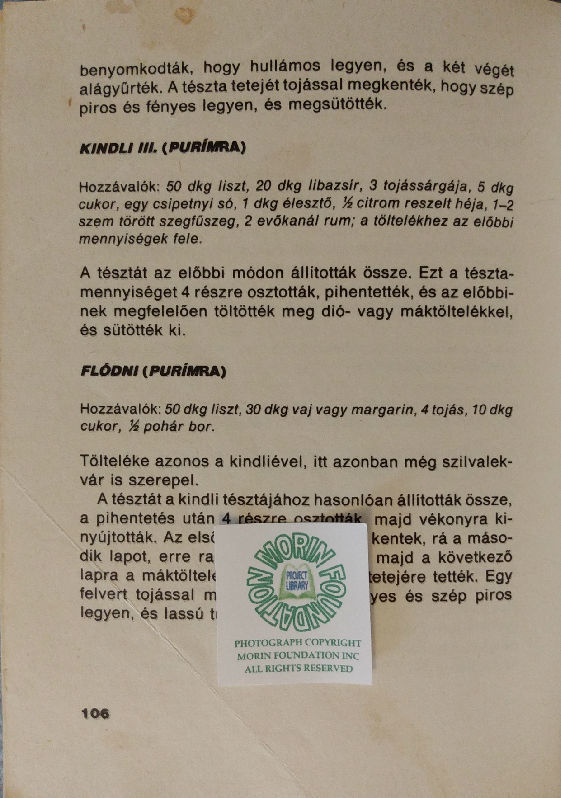 benyomkodták, hogy hullámos legyen, és a két végét
alágyűrték. A tészta tetejét tojással megkenték, hogy szép
piros és fényes legyen, és megsütötték.
KINDLI III. (PURÍMRA)
Hozzávalók: 50 dkg liszt, 20 dkg libazsír, 3 tojássárgája, 5 dkg
cukor, egy csipetnyi só, 1 dkg élesztő, ½ citrom reszelt héja, 1–2
szem törött szegfűszeg, 2 evőkanál rum; a töltelékhez az előbbi
mennyiségek fele.
A tésztát az előbbi módon állították össze. Ezt a tészta-
mennyiséget 4 részre osztották, pihentették, és az előbbi-
nek megfelelően töltötték meg dió- vagy máktöltelékkel,
és sütötték ki.
FLÓDNI (PURÍMRA)
Hozzávalók: 50 dkg liszt, 30 dkg vaj vagy margarin, 4 tojás, 10 dkg
cukor, ½ pohár bor.
Tölteléke azonos a kindliével, itt azonban még szilvalek-
vár is szerepel.
A tésztát a kindli tésztájához hasonlóan állították össze,
a pihentetés után 4 részre osztották, majd vékonyra ki-
nyújtották. Az kentek, rá a máso-
dik lapot, erre majd a következő
lapra a tetejére tették. Egy
felvert tojással és szép piros
legyen, és lassú
MORIN FOUNDATION
PROJECT
LIBRARY
PHOTOGRAPH COPYRIGHT
MORIN FOUNDATION INC
ALL RIGHTS RESERVED
106